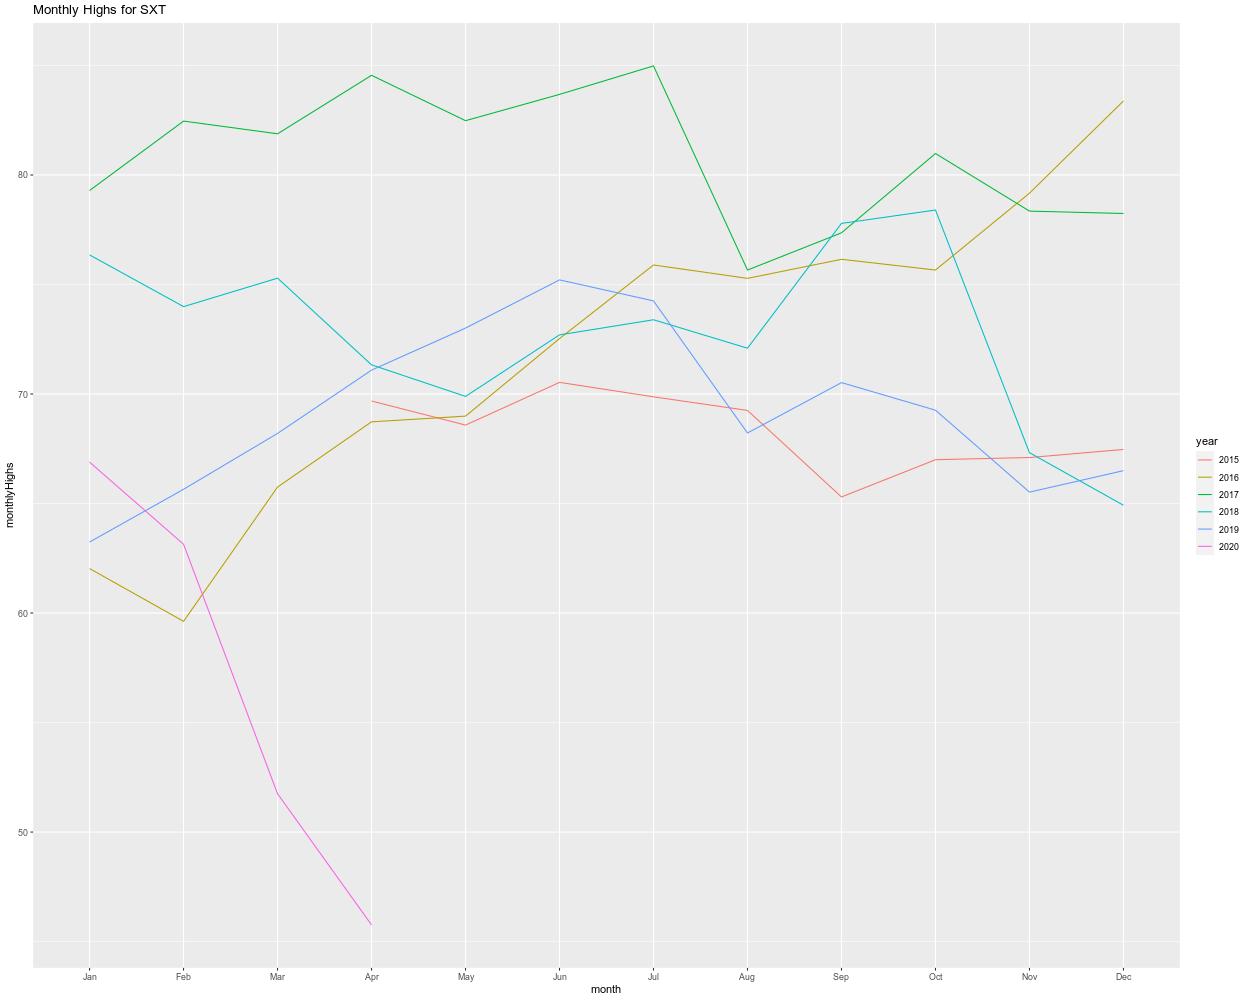 Monthly Highs for SXT
80
70
60
50
monthlyHighs
Jan Feb Mar Apr May Jun Jul Aug Sep Oct Nov Dec
month
year
2015
2016
2017
2018
2019
2020